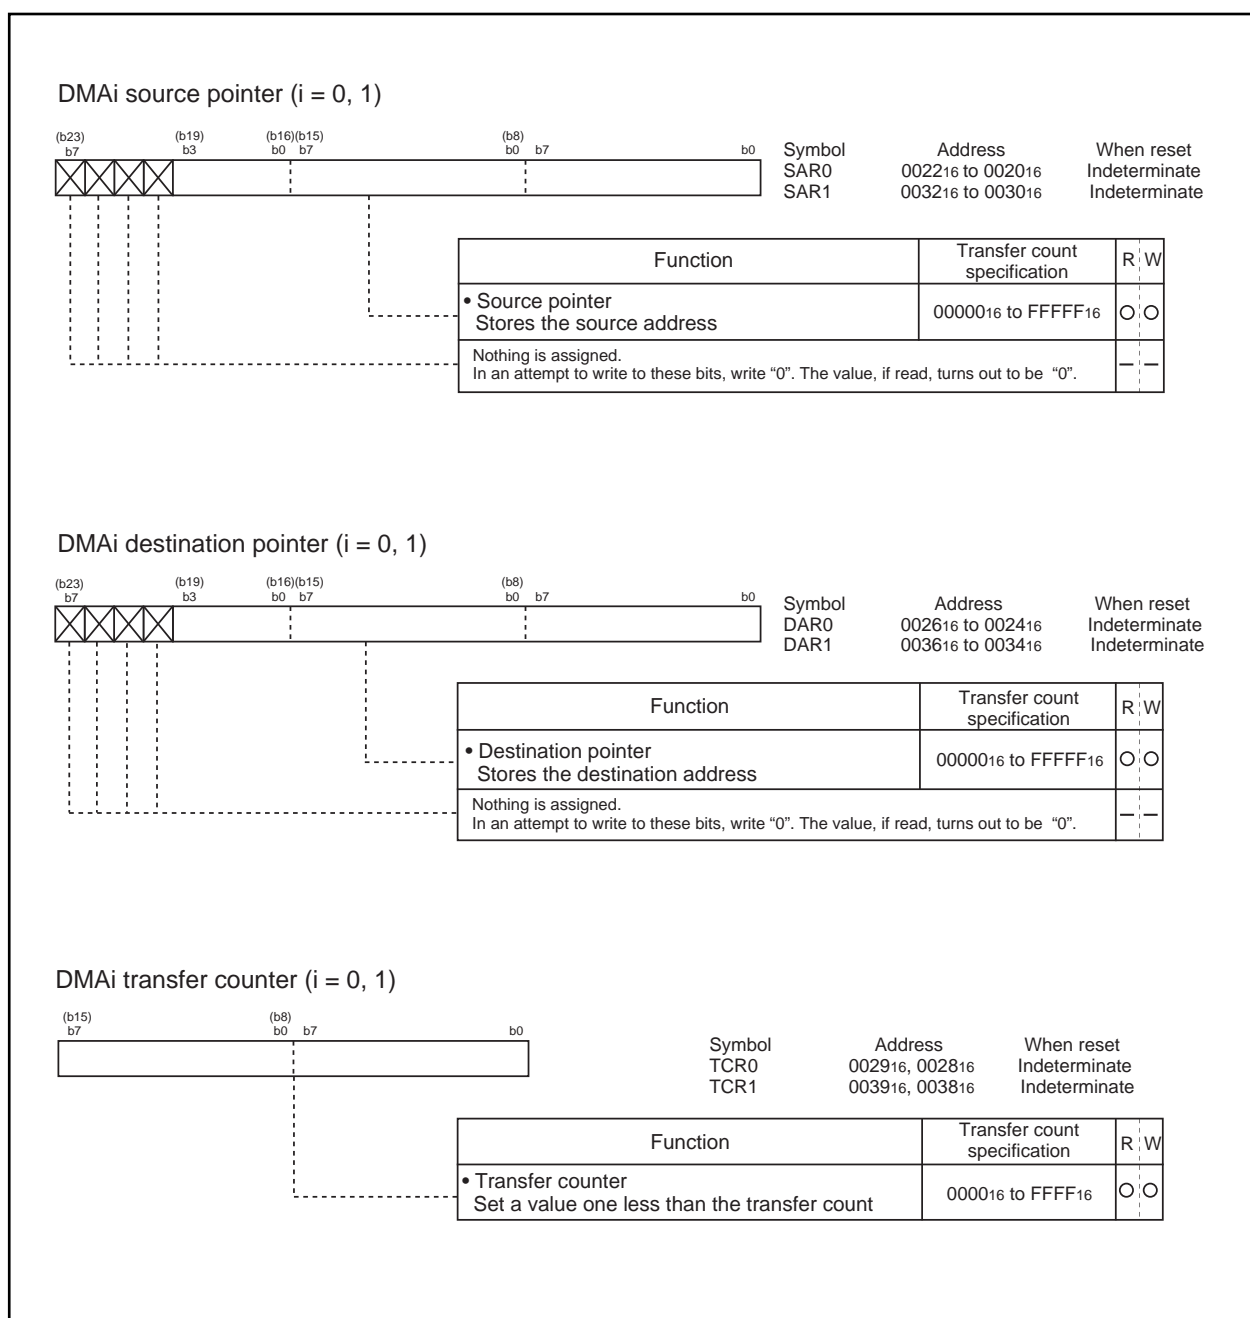 DMAi source pointer (i = 0, 1)
(b23) (b19) (b16)(b15) (b8)
b7 b3 b0 b7 b0 b7 b0
Symbol Address When reset
SAR0 002216 to 002016 Indeterminate
SAR1 003216 to 003016 Indeterminate
Function Transfer count specification R W
• Source pointer
Stores the source address 0000016 to FFFFF16
Nothing is assigned.
In an attempt to write to these bits, write “0”. The value, if read, turns out to be “0”.
DMAi destination pointer (i = 0, 1)
(b23) (b19) (b16)(b15) (b8)
b7 b3 b0 b7 b0 b7 b0
Symbol Address When reset
DAR0 002616 to 002416 Indeterminate
DAR1 003616 to 003416 Indeterminate
Function Transfer count specification R W
• Destination pointer
Stores the destination address 0000016 to FFFFF16
Nothing is assigned.
In an attempt to write to these bits, write “0”. The value, if read, turns out to be “0”.
DMAi transfer counter (i = 0, 1)
(b15) (b8)
b7 b0 b7 b0
Symbol Address When reset
TCR0 002916, 002816 Indeterminate
TCR1 003916, 003816 Indeterminate
Function Transfer count specification R W
• Transfer counter
Set a value one less than the transfer count 000016 to FFFF16